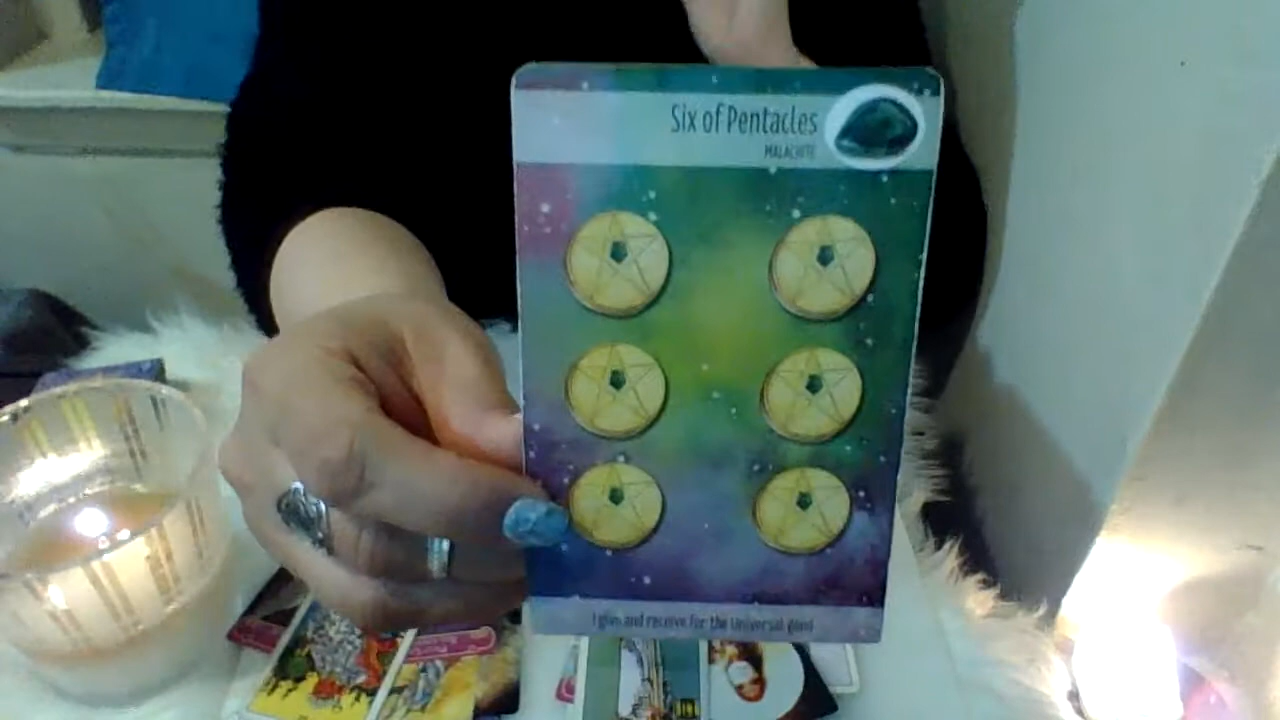 Six of Pentacles
MALACHITE
I give and receive for the Universal good